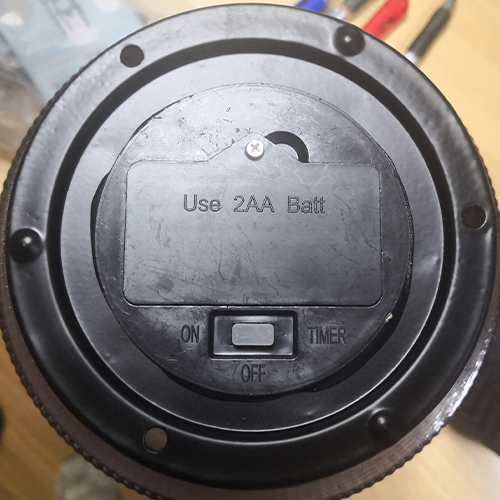 Use 2AA Batt
ON TIMER
OFF